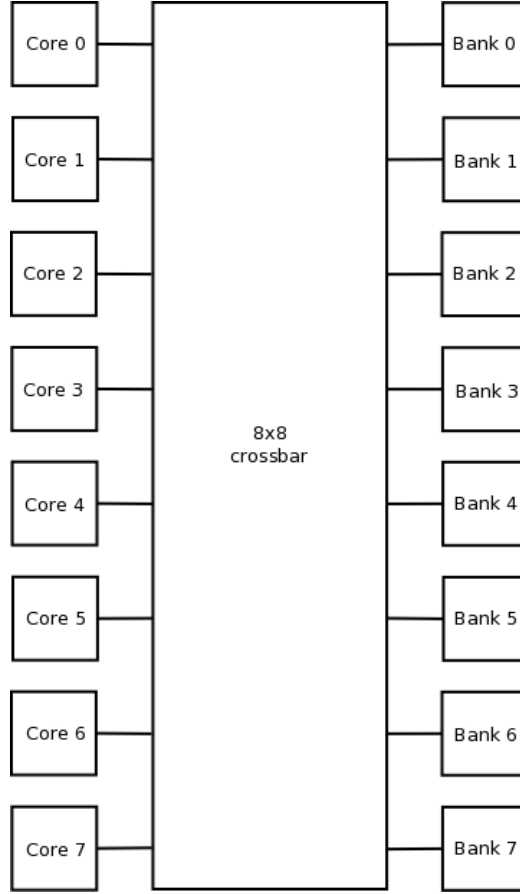 Core 0
Bank 0
Core 1
Bank 1
Core 2
Bank 2
Core 3
Bank 3
8x8
crossbar
Core 4
Bank 4
Core 5
Bank 5
Core 6
Bank 6
Core 7
Bank 7